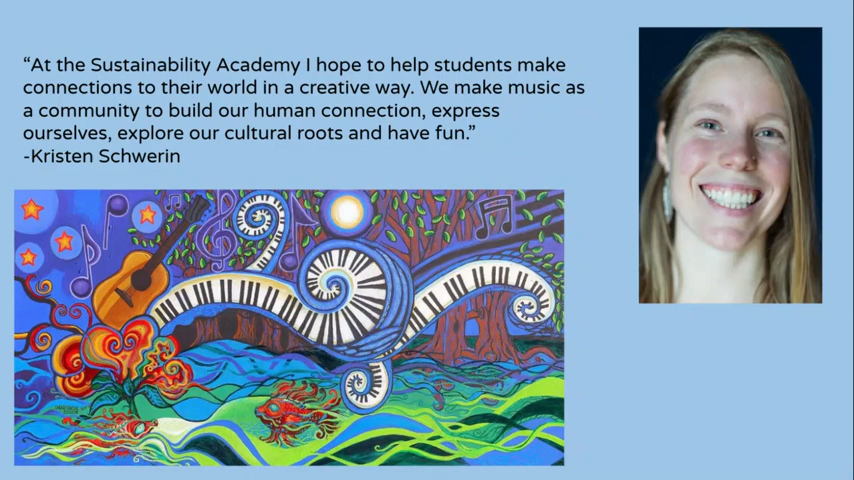 “At the Sustainability Academy I hope to help students make
connections to their world in a creative way. We make music as
a community to build our human connection, express
ourselves, explore our cultural roots and have fun.”
-Kristen Schwerin